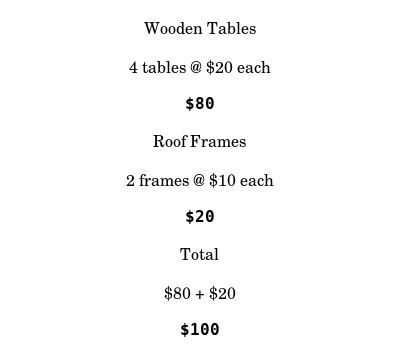 Wooden Tables
4 tables @ $20 each
$80
Roof Frames
2 frames @ $10 each
$20
Total
$80 + $20
$100